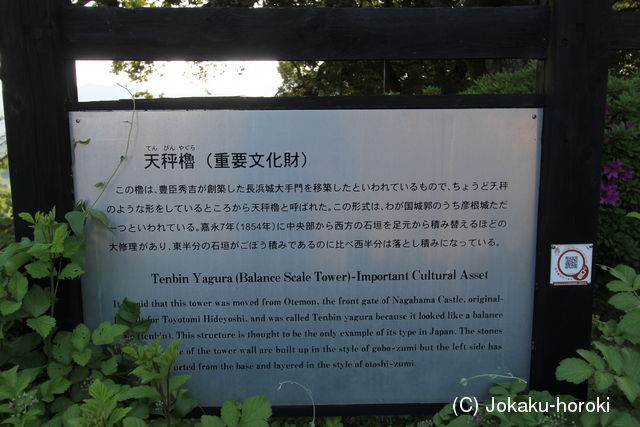 てん びん やぐら
天秤櫓（重要文化財）
この櫓は、豊臣秀吉が創築した長浜城大手門を移築したといわれているもので、ちょうど天秤
のような形をしているところから天秤櫓と呼ばれた。この形式は、わが国城郭のうち彦根城ただ
一つといわれている。嘉永7年（1854年）に中央部から西方の石垣を足元から積み替えるほどの
大修理があり、東半分の石垣がごぼう積みであるのに比べ西半分は落とし積みになっている。
Tenbin Yagura (Balance Scale Tower)-Important Cultural Asset
It said that this tower was moved from Otemon, the front gate of Nagahama Castle, original-
for Toyotomi Hideyoshi, and was called Tenbin yagura because it looked like a balance
(tenbin). This structure is thought to be the only example of its type in Japan. The stones
of the tower wall are built up in the style of gobo-zumi but the left side has
from the base and layered in the style of otoshi-zumi.
(C) Jokaku-horoki